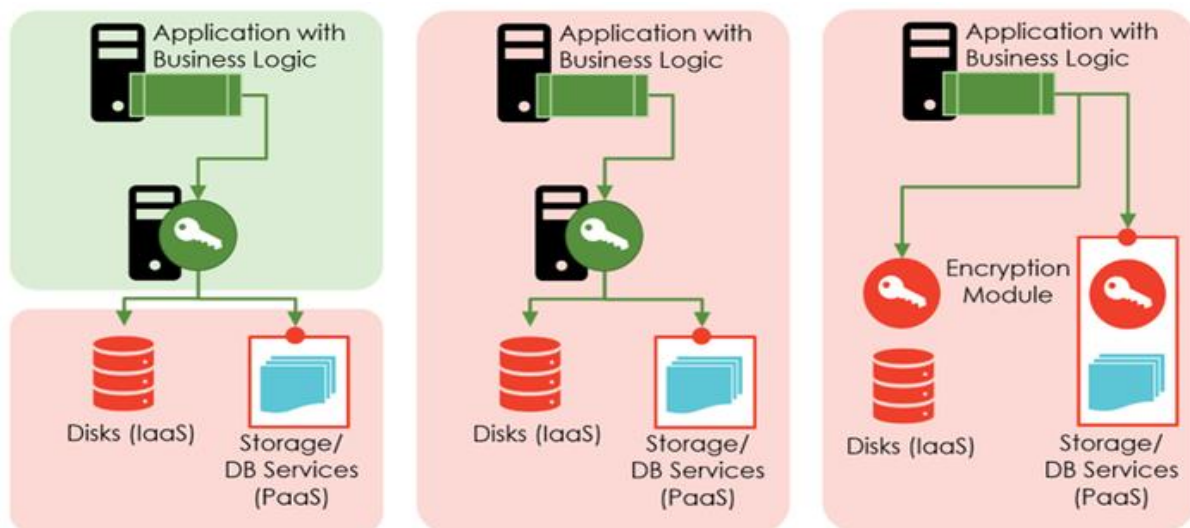 Application with
Business Logic
Disks (IaaS)
Storage/
DB Services
(PaaS)
Application with
Business Logic
Disks (IaaS)
Storage/
DB Services
(PaaS)
Application with
Business Logic
Encryption
Module
Disks (IaaS)
Storage/
DB Services
(PaaS)